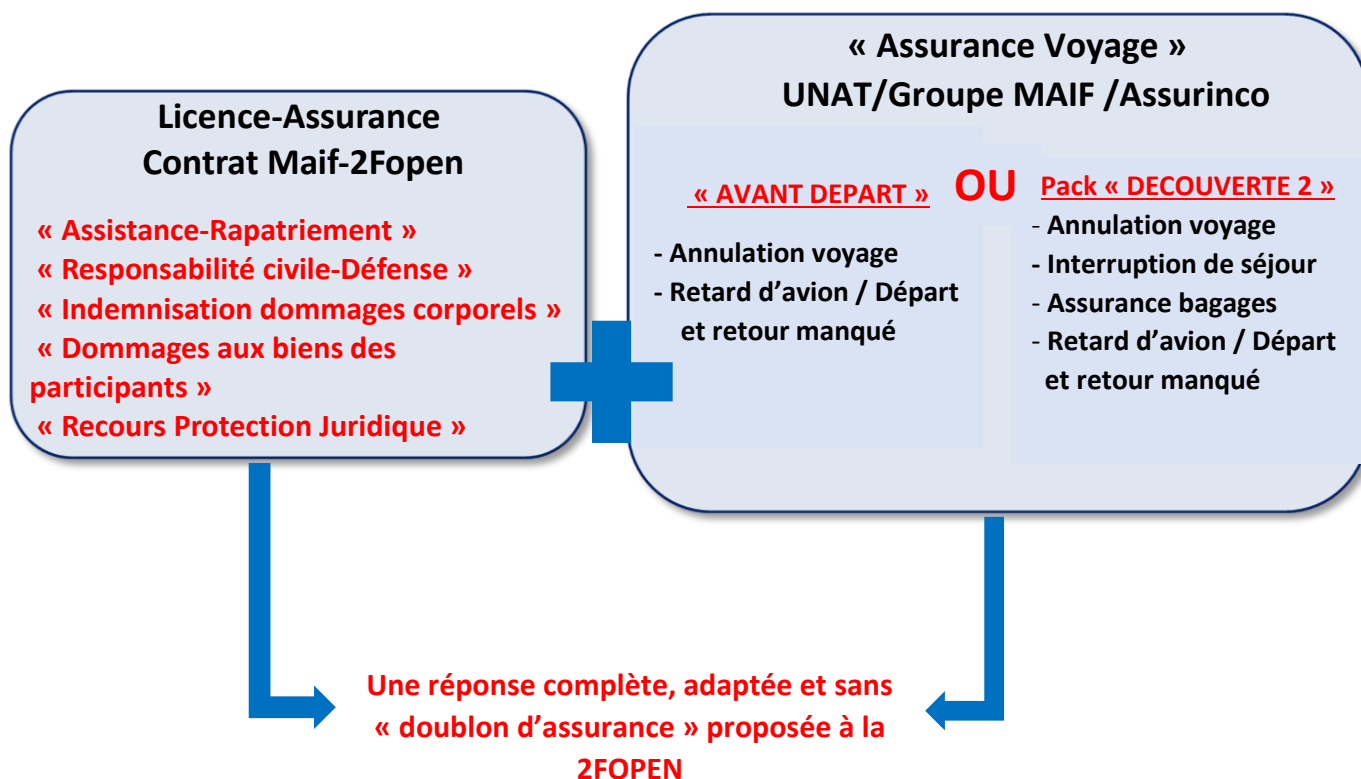 Licence-Assurance
Contrat Maif-2Fopen
« Assistance-Rapatriement »
« Responsabilité civile-Défense »
« Indemnisation dommages corporels »
« Dommages aux biens des
participants »
« Recours Protection Juridique »
« Assurance Voyage »
UNAT/Groupe MAIF /Assurinco
« AVANT DEPART »
- Annulation voyage
- Retard d’avion / Départ
et retour manqué
OU
Pack « DECOUVERTE 2 »
- Annulation voyage
- Interruption de séjour
- Assurance bagages
- Retard d’avion / Départ
et retour manqué
Une réponse complète, adaptée et sans
« doublon d’assurance » proposée à la
2FOPEN